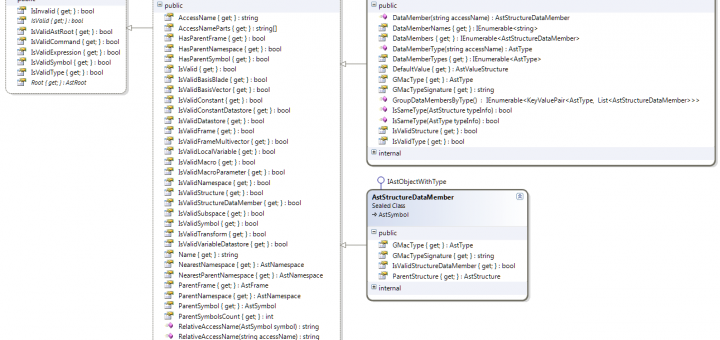 public
IsInvalid { get; } : bool
IsValid { get; } : bool
IsValidAstRoot { get; } : bool
IsValidCommand { get; } : bool
IsValidExpression { get; } : bool
IsValidSymbol { get; } : bool
IsValidType { get; } : bool
Root { get; } : AstRoot
public
AccessName { get; } : string
AccessNameParts { get; } : string[]
HasParentFrame { get; } : bool
HasParentNamespace { get; } : bool
HasParentSymbol { get; } : bool
IsValid { get; } : bool
IsValidBasisBlade { get; } : bool
IsValidBasisVector { get; } : bool
IsValidConstant { get; } : bool
IsValidConstantDatastore { get; } : bool
IsValidDatastore { get; } : bool
IsValidFrame { get; } : bool
IsValidFrameMultivector { get; } : bool
IsValidLocalVariable { get; } : bool
IsValidMacro { get; } : bool
IsValidMacroParameter { get; } : bool
IsValidNamespace { get; } : bool
IsValidStructure { get; } : bool
IsValidStructureDataMember { get; } : bool
IsValidSubspace { get; } : bool
IsValidSymbol { get; } : bool
IsValidTransform { get; } : bool
IsValidVariableDatastore { get; } : bool
Name { get; } : string
NearestNamespace { get; } : AstNamespace
NearestParentNamespace { get; } : AstNamespace
ParentFrame { get; } : AstFrame
ParentNamespace { get; } : AstNamespace
ParentSymbol { get; } : AstSymbol
ParentSymbolsCount { get; } : int
RelativeAccessName(AstSymbol symbol) : string
RelativeAccessName(string accessName) : string
public
DataMember(string accessName) : AstStructureDataMember
DataMemberNames { get; } : IEnumerable<string>
DataMembers { get; } : IEnumerable<AstStructureDataMember>
DataMemberType(string accessName) : AstType
DataMemberTypes { get; } : IEnumerable<AstType>
DefaultValue { get; } : AstValueStructure
GMacType { get; } : AstType
GMacTypeSignature { get; } : string
GroupDataMembersByType() : IEnumerable<KeyValuePair<AstType, List<AstStructureDataMember>>>
IsSameType(AstStructure typeInfo) : bool
IsSameType(AstType typeInfo) : bool
IsValidStructure { get; } : bool
IsValidType { get; } : bool
internal
IAstObjectWithType
AstStructureDataMember
Sealed Class
AstSymbol
public
GMacType { get; } : AstType
GMacTypeSignature { get; } : string
IsValidStructureDataMember { get; } : bool
ParentStructure { get; } : AstStructure
internal